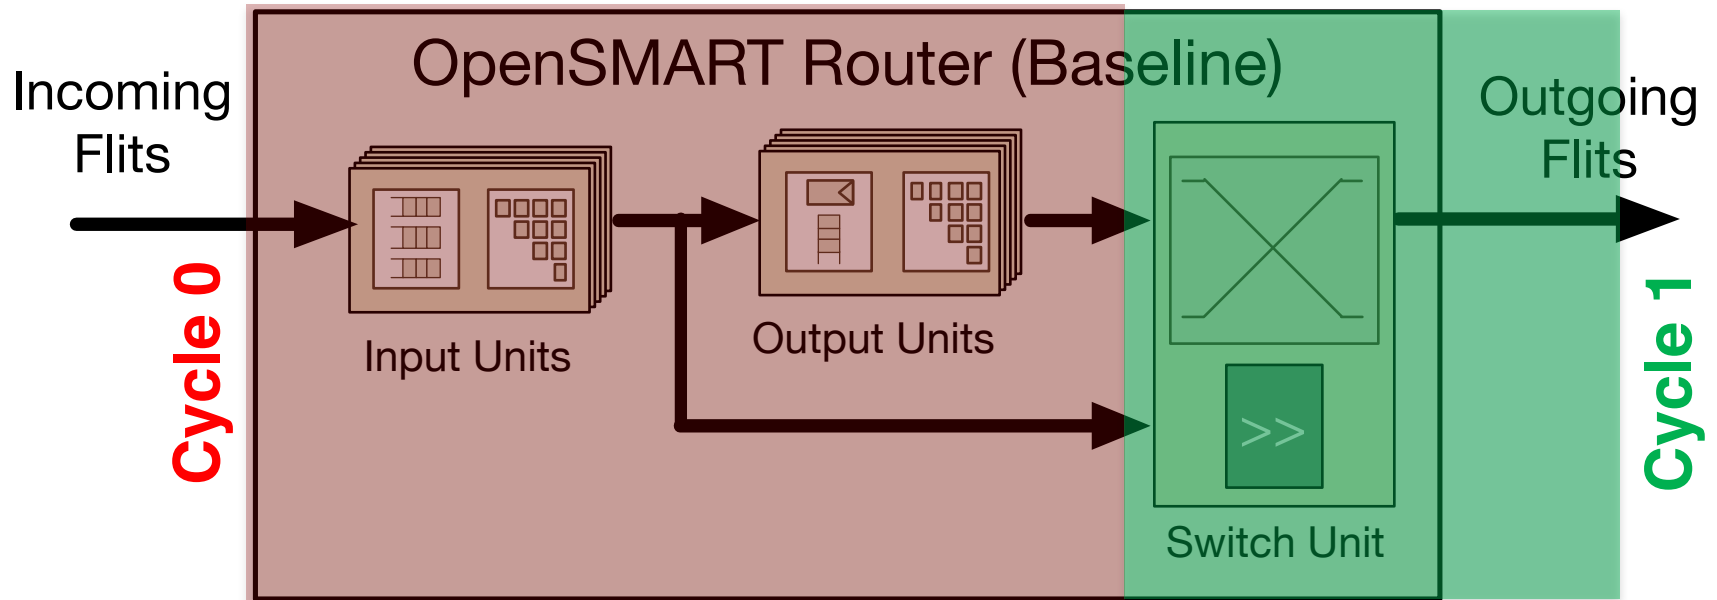 OpenSMART Router (Baseline)
Incoming
Flits
Outgoing
Flits
Cycle 0
Input Units
Output Units
>>
Switch Unit
Cycle 1